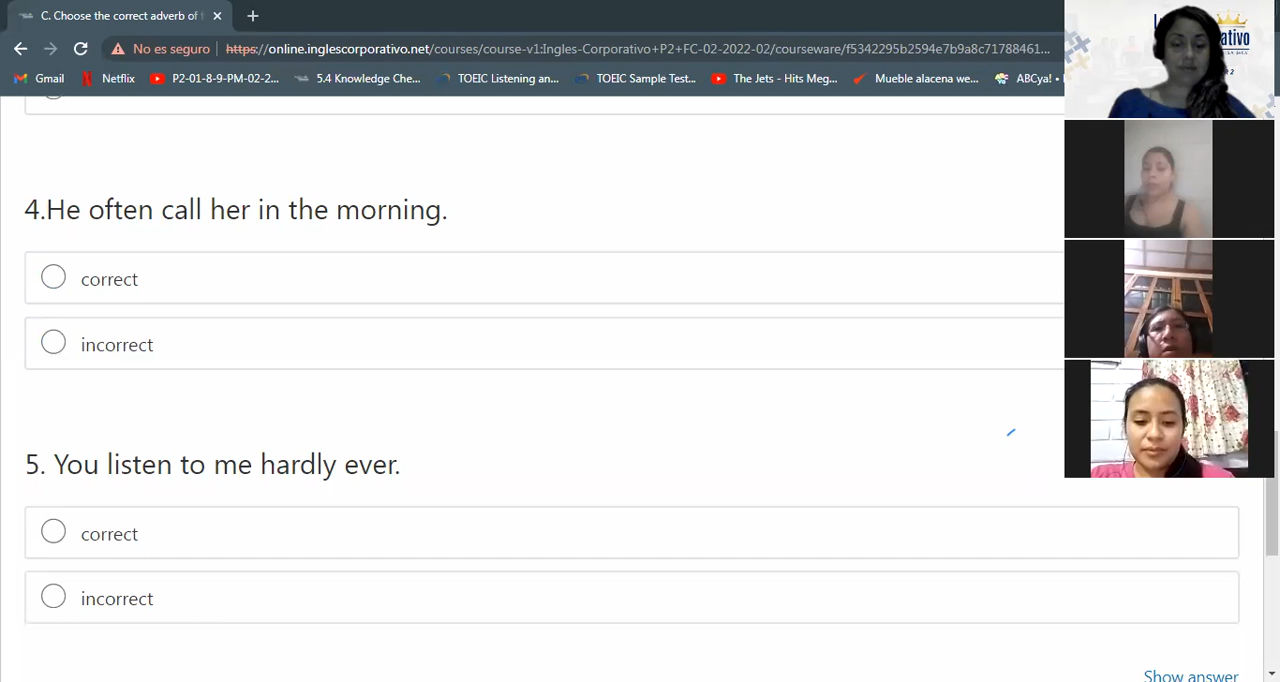 C. Choose the correct adverb of
No es seguro
https://online.inglescorporativo.net/courses/course-v1:Ingles-Corporativo+P2+FC-02-2022-02/courseware/f5342295b2594e7b9a8c71788461...
Gmail
Netflix
P2-01-8-9-PM-02-2...
5.4 Knowledge Che...
TOEIC Listening an...
TOEIC Sample Test...
The Jets - Hits Meg...
Mueble alacena we...
ABCya! •
4.He often call her in the morning.
correct
incorrect
5. You listen to me hardly ever.
correct
incorrect
Show answer